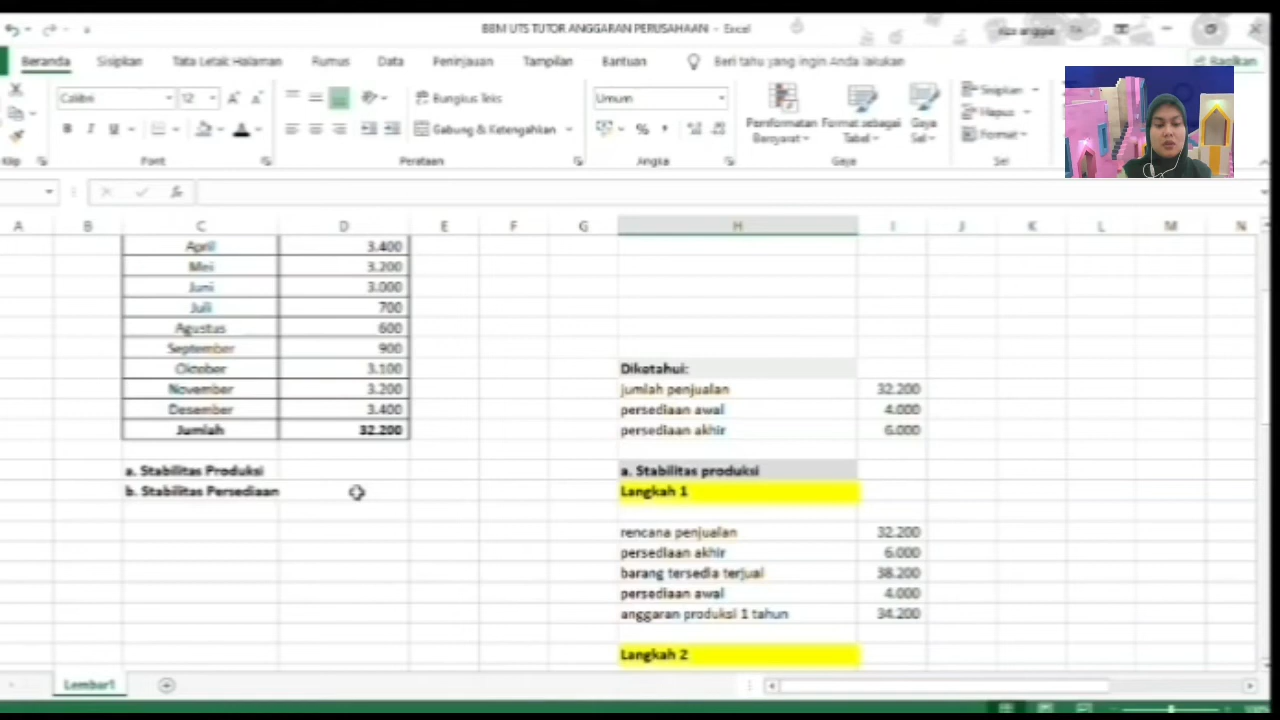 BBM UTS TUTOR ANGGARAN PERUSAHAAN - Excel
Beranda Sisipkan Tata Letak Halaman Rumus Data Peninjauan Tampilan Bantuan Beri tahu yang ingin Anda lakukan Bagikan
Calibri 12 Bungkus Teks Umum Sisipkan
Gabung & Ketengahkan Pemformatan Bersyarat Format sebagai Tabel Gaya Sel Hapus
Format
Klip Font Perataan Angka Gaya Sel
fx
A B C D E F G H I J K L M N
April 3.400
Mei 3.200
Juni 3.000
Juli 700
Agustus 600
September 900
Oktober 3.100 Diketahui:
November 3.200 jumlah penjualan 32.200
Desember 3.400 persediaan awal 4.000
Jumlah 32.200 persediaan akhir 6.000
a. Stabilitas Produksi a. Stabilitas produksi
b. Stabilitas Persediaan Langkah 1
rencana penjualan 32.200
persediaan akhir 6.000
barang tersedia terjual 38.200
persediaan awal 4.000
anggaran produksi 1 tahun 34.200
Langkah 2
Lembar1